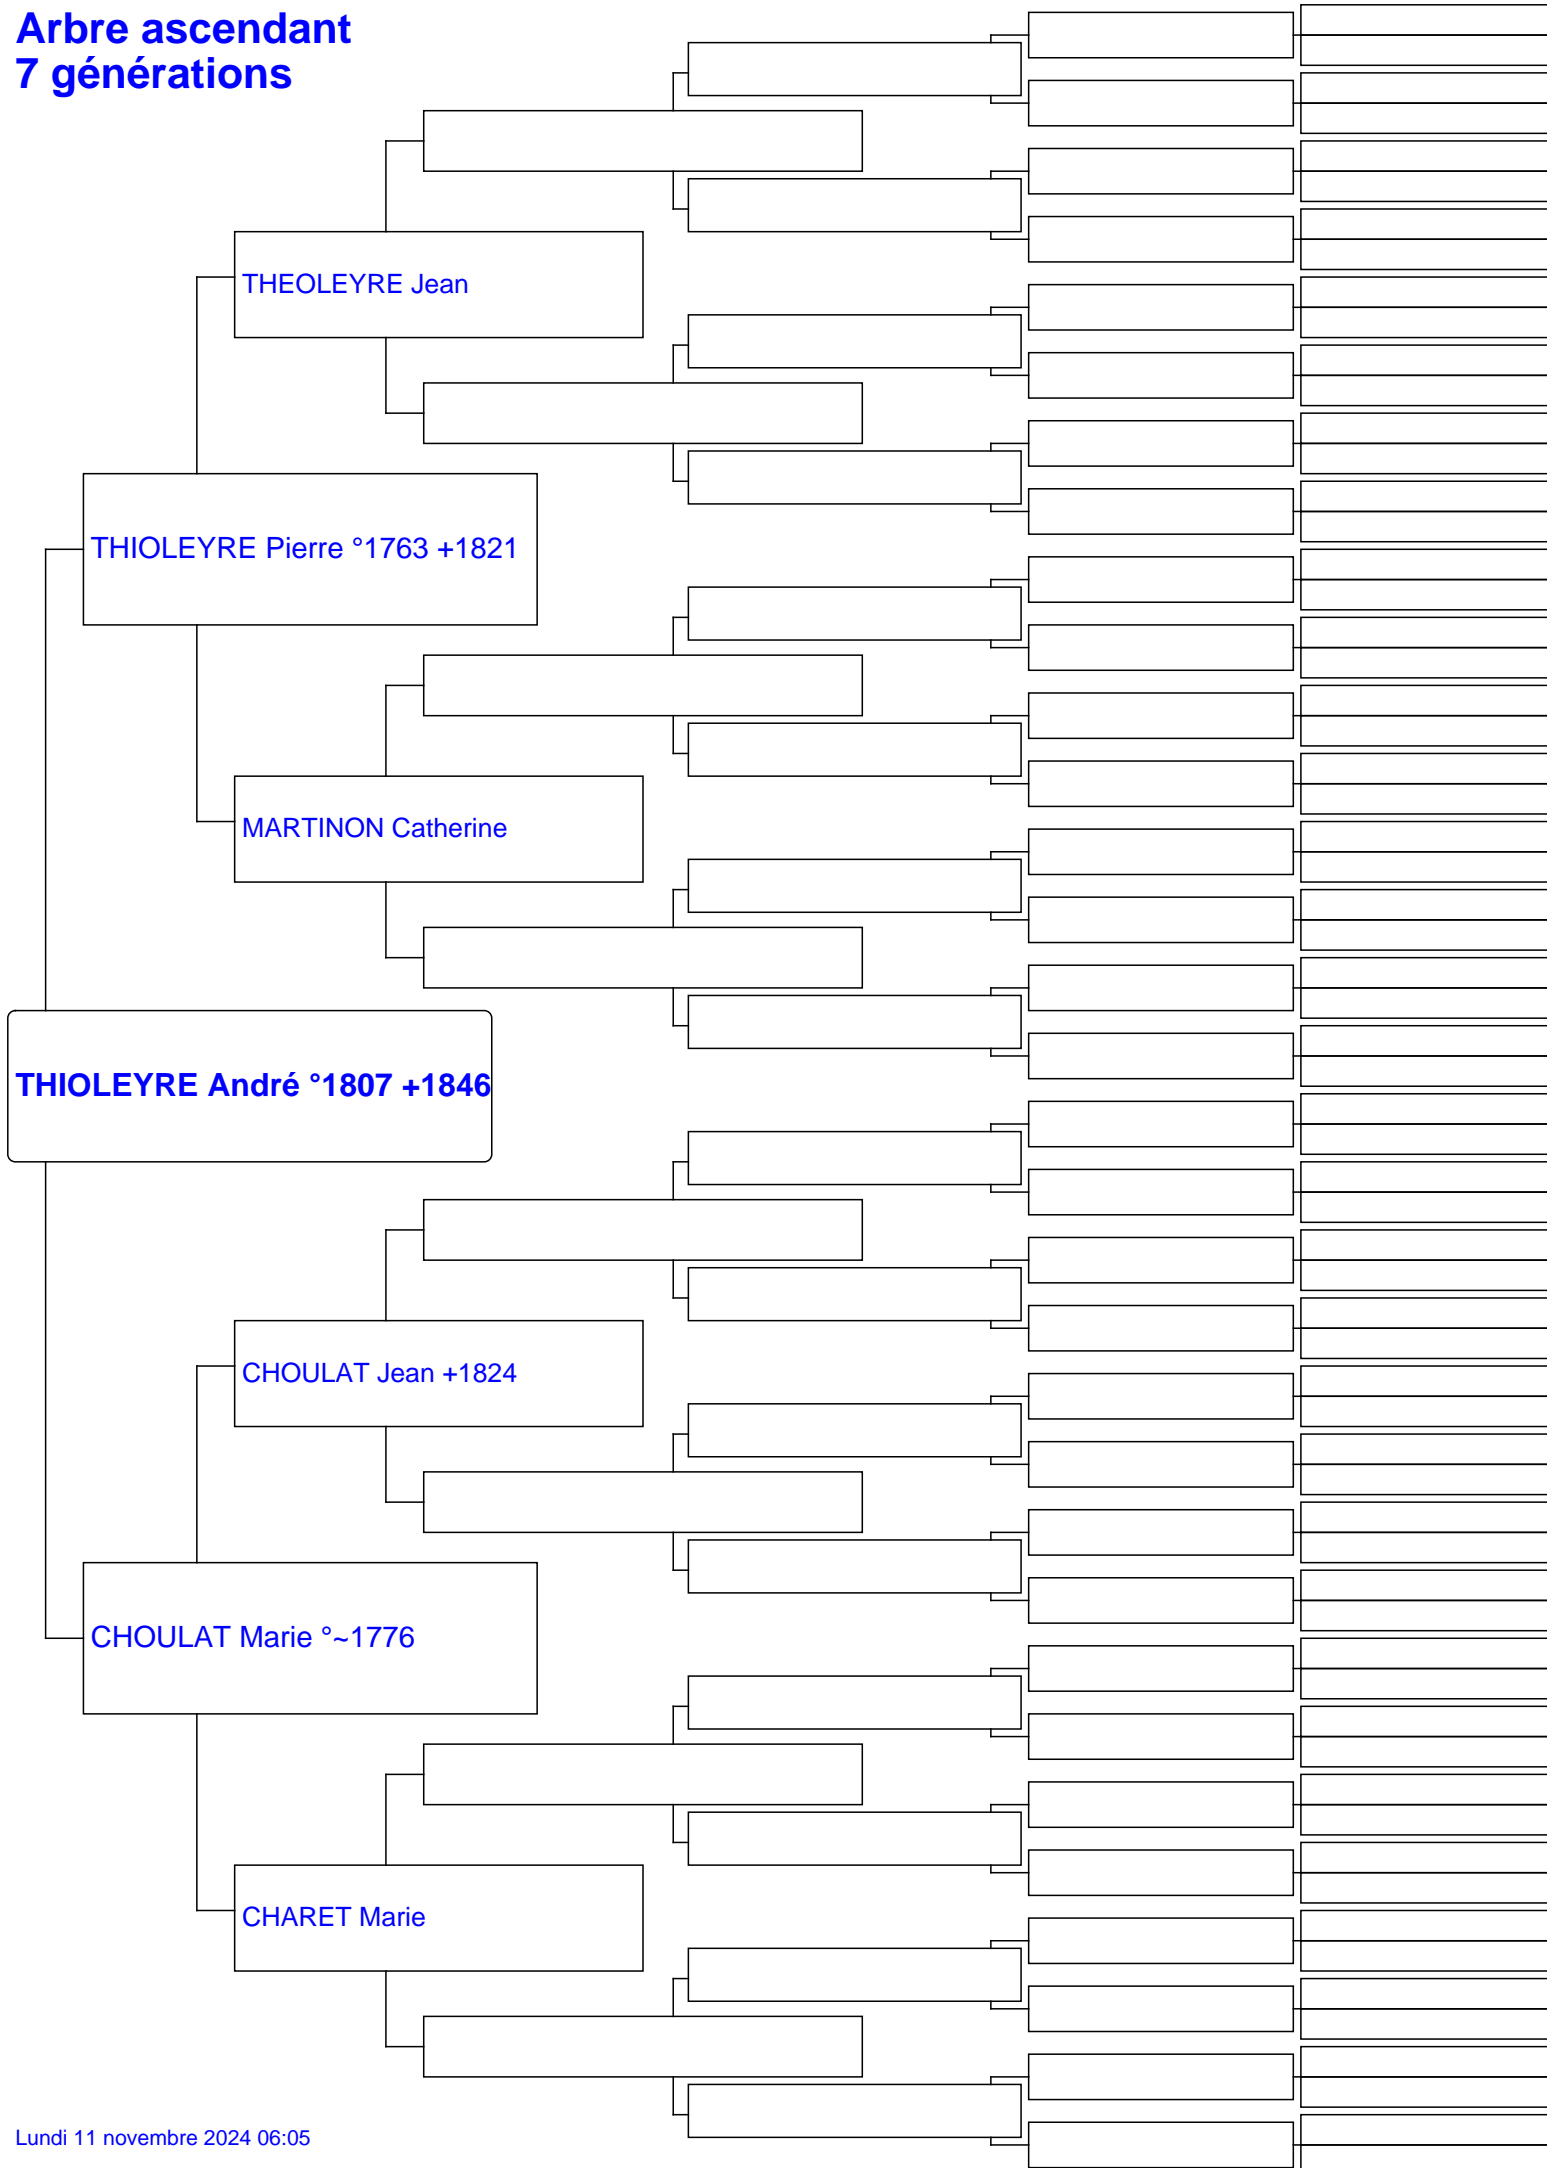 Arbre ascendant
7 générations
THEOLEYRE Jean
THIOLEYRE Pierre °1763 +1821
MARTINON Catherine
THIOLEYRE André °1807 +1846
CHOULAT Jean +1824
CHOULAT Marie °~1776
CHARET Marie
Lundi 11 novembre 2024 06:05